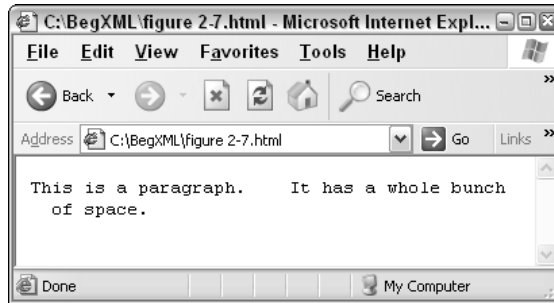 C:\BegXML\figure 2-7.html - Microsoft Internet Expl...
File Edit View Favorites Tools Help
Back Search »
Address C:\BegXML\figure 2-7.html Go Links »
This is a paragraph.    It has a whole bunch
  of space.
Done My Computer